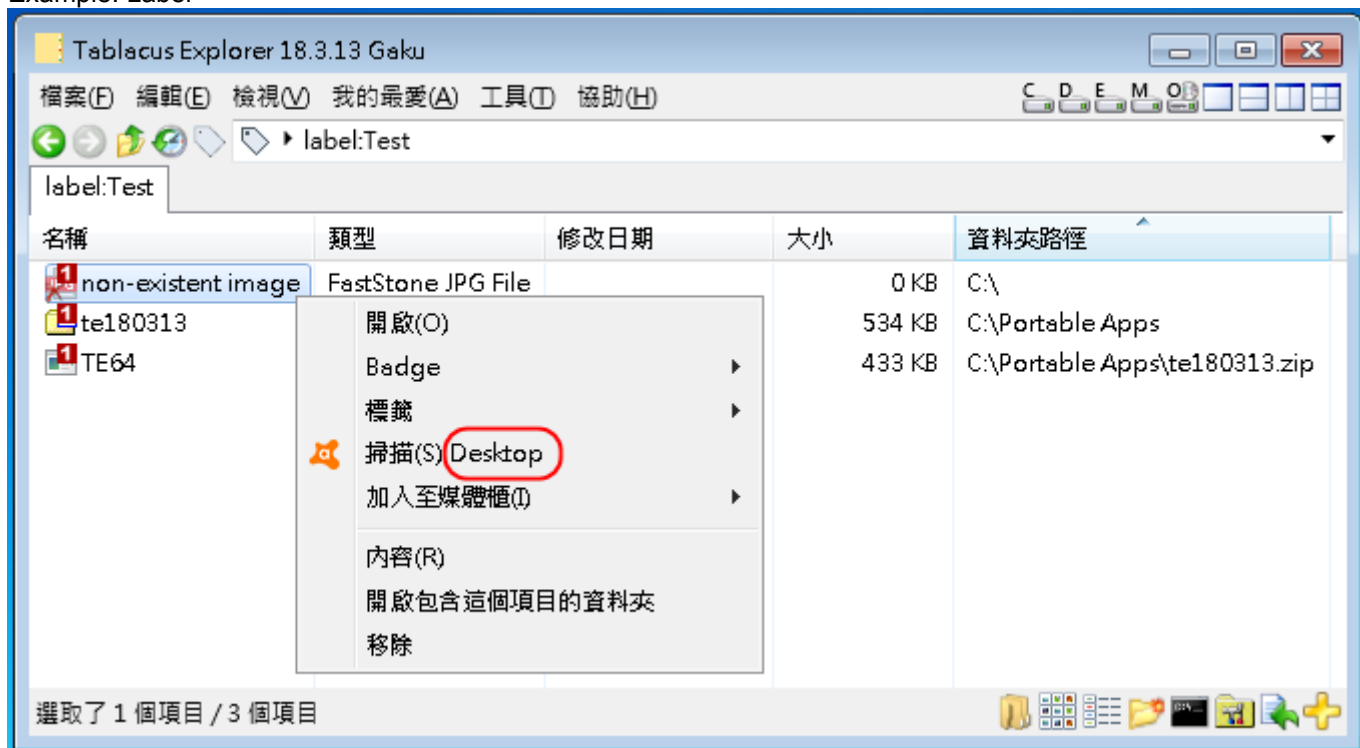 Example: Label
Tablacus Explorer 18.3.13 Gaku
檔案(F) 編輯(E) 檢視(V) 我的最愛(A) 工具(T) 協助(H) C D E M O
label:Test
label:Test
名稱 類型 修改日期 大小 資料夾路徑
non-existent image FastStone JPG File 0 KB C:\
te180313 534 KB C:\Portable Apps
TE64 433 KB C:\Portable Apps\te180313.zip
開啟(O)
Badge
標籤
掃描(S) Desktop
加入至媒體櫃(I)
內容(R)
開啟包含這個項目的資料夾
移除
選取了 1 個項目 / 3 個項目